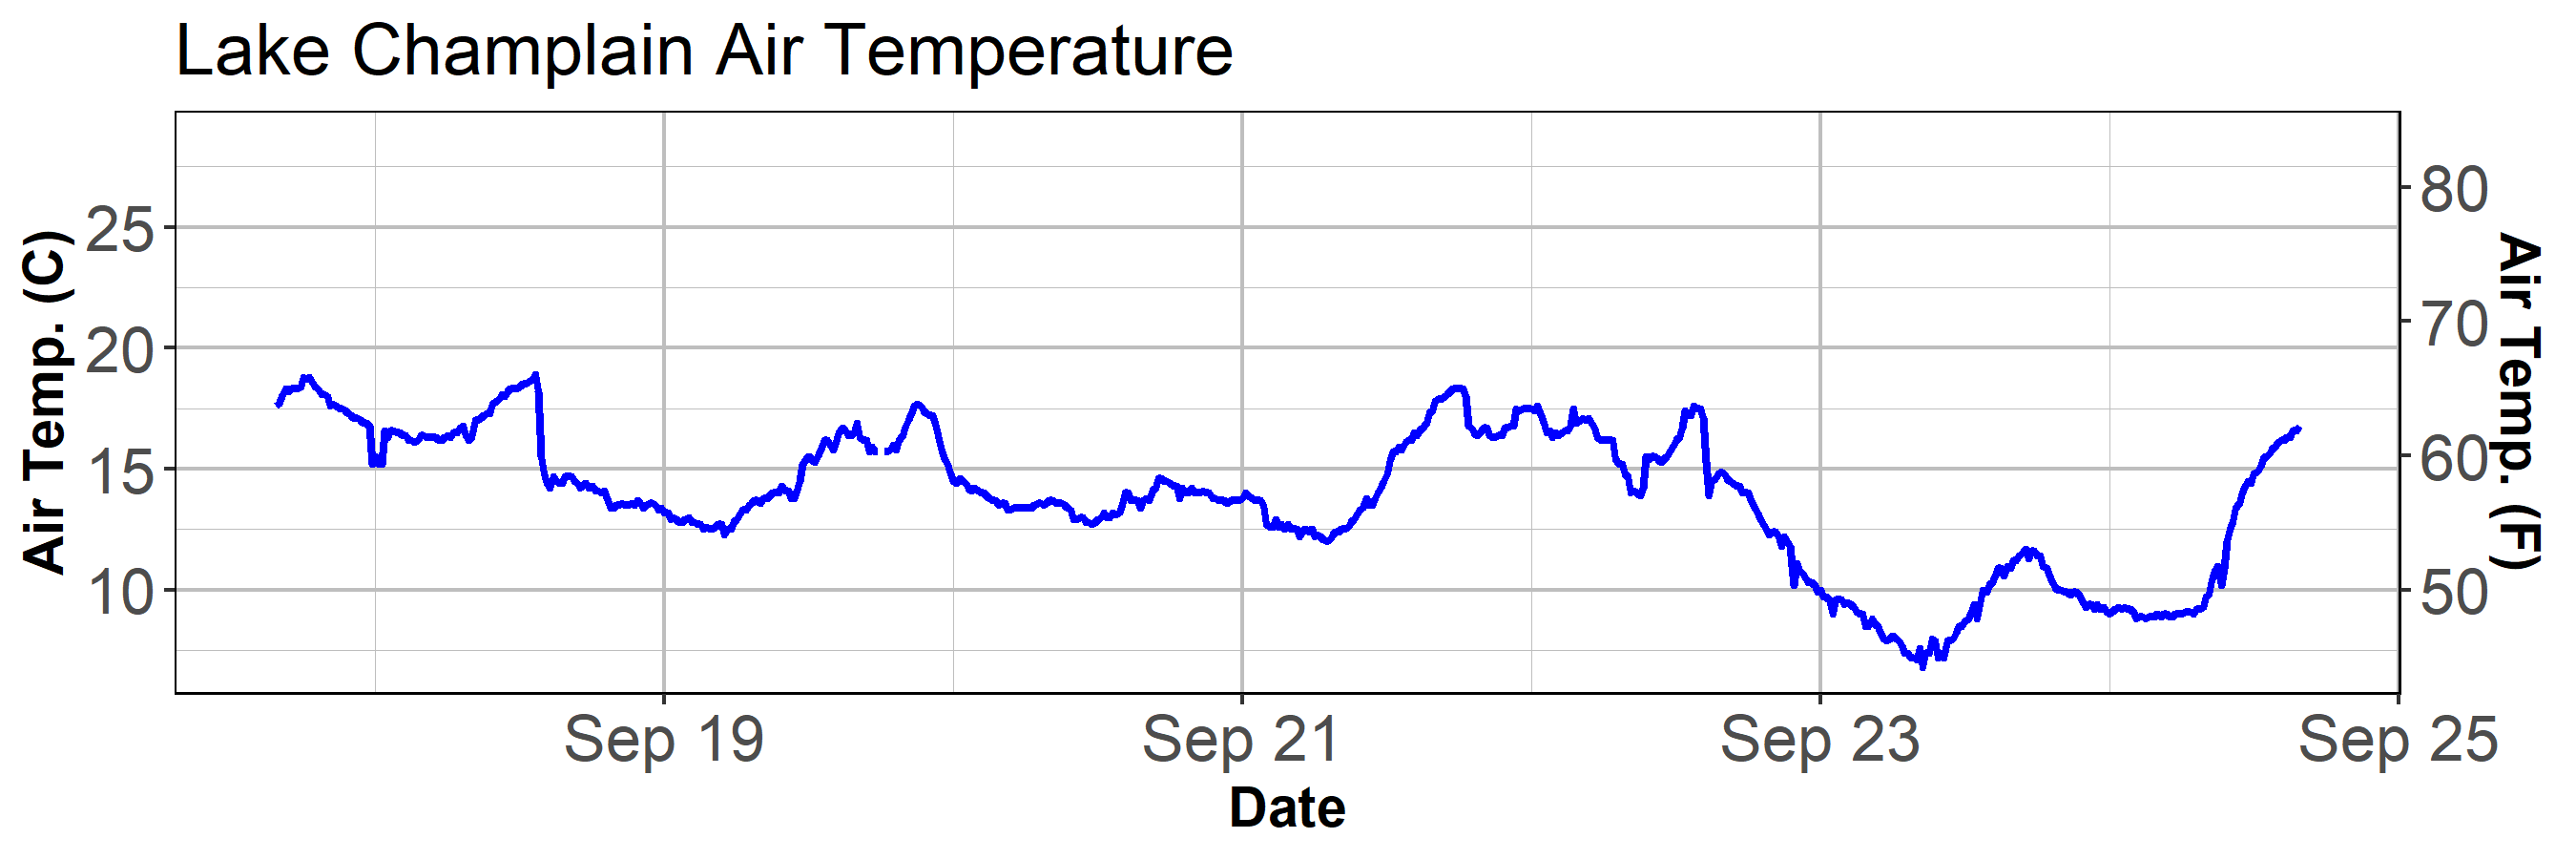 Lake Champlain Air Temperature
Air Temp. (C)
25
20
15
10
80
70
60
50
Air Temp. (F)
Sep 19
Sep 21
Sep 23
Sep 25
Date